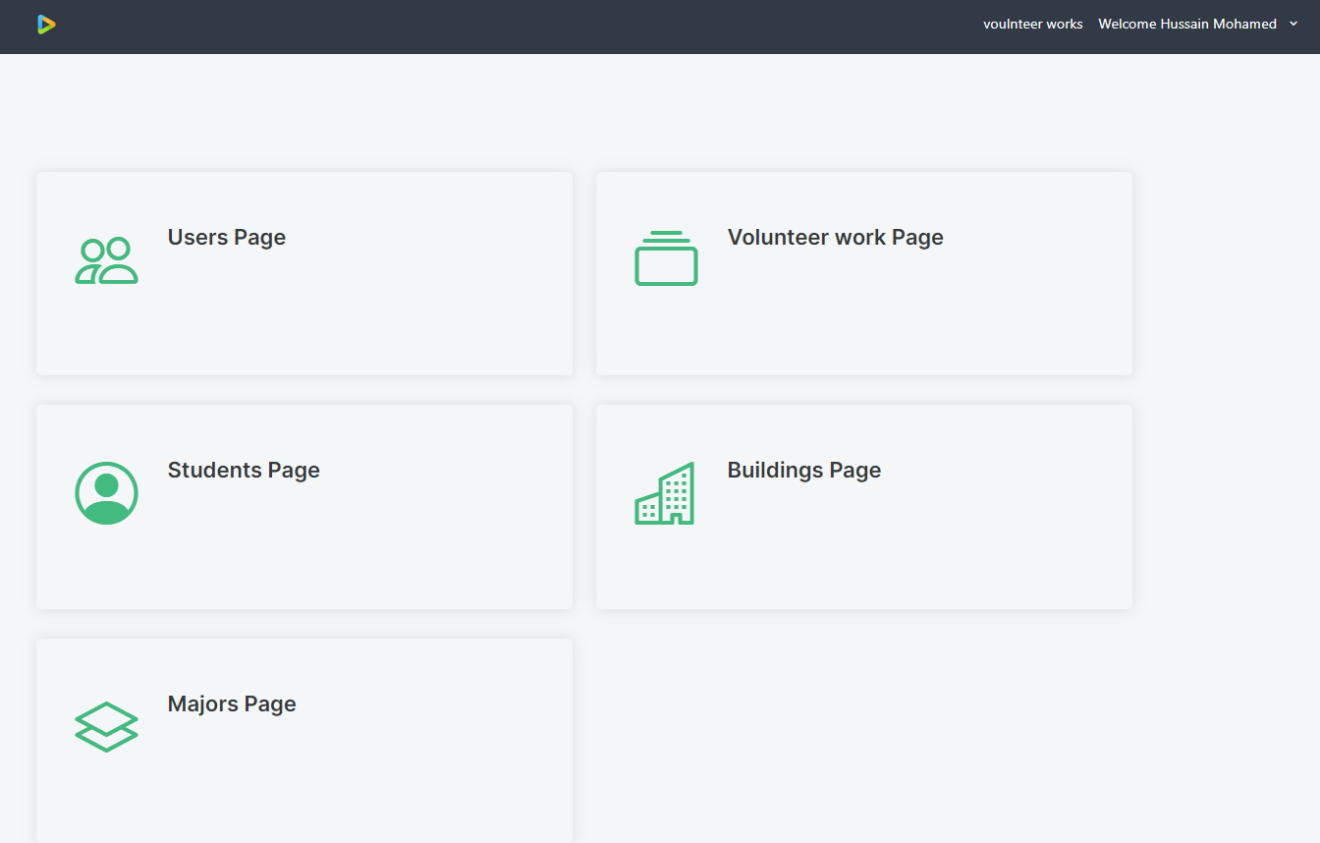 voulnteer works Welcome Hussain Mohamed
Users Page
Volunteer work Page
Students Page
Buildings Page
Majors Page